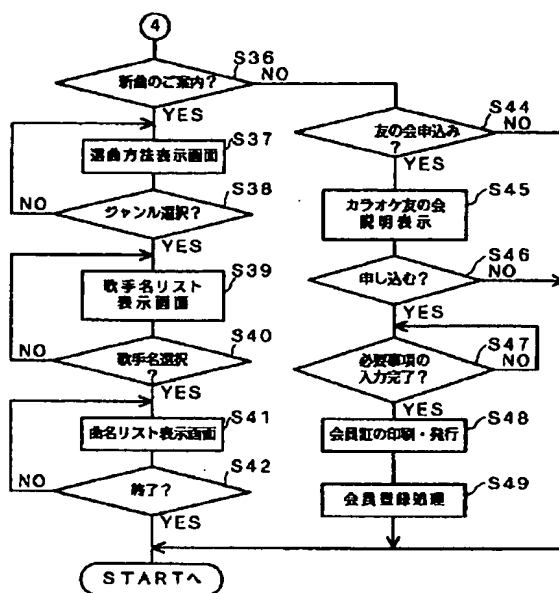 4
S36
新曲のご案内?
NO
YES
S37
選曲方法表示画面
S38
NO
ジャンル選択?
YES
S39
歌手名リスト
表示画面
S40
NO
歌手名選択
?
YES
S41
曲名リスト表示画面
S42
NO
終了?
YES
STARTへ
S44
友の会申込み
?
NO
YES
S45
カラオケ友の会
説明表示
S46
申し込む?
NO
YES
S47
必要事項の
入力完了?
NO
YES
S48
会員証の印刷・発行
S49
会員登録処理